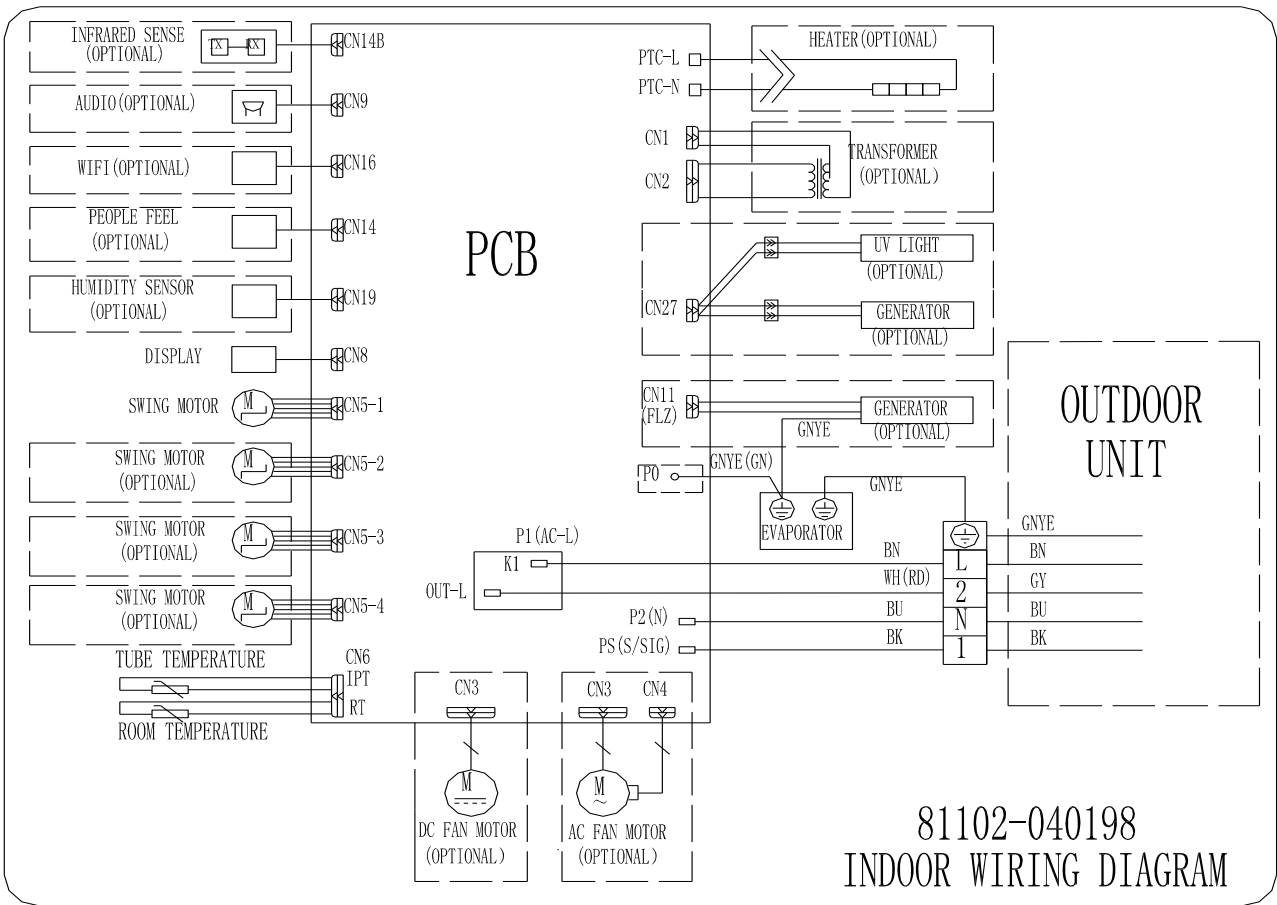 INFRARED SENSE
(OPTIONAL)
TX RX
CN14B
AUDIO(OPTIONAL)
CN9
WIFI(OPTIONAL)
CN16
PEOPLE FEEL
(OPTIONAL)
CN14
HUMIDITY SENSOR
(OPTIONAL)
CN19
DISPLAY
CN8
SWING MOTOR
M
CN5-1
SWING MOTOR
(OPTIONAL)
M
CN5-2
SWING MOTOR
(OPTIONAL)
M
CN5-3
SWING MOTOR
(OPTIONAL)
M
CN5-4
TUBE TEMPERATURE
CN6
IPT
RT
ROOM TEMPERATURE
PCB
PTC-L
PTC-N
HEATER(OPTIONAL)
CN1
CN2
TRANSFORMER
(OPTIONAL)
CN27
UV LIGHT
(OPTIONAL)
GENERATOR
(OPTIONAL)
CN11
(FLZ)
GENERATOR
(OPTIONAL)
GNYE
P0
GNYE(GN)
GNYE
EVAPORATOR
P1(AC-L)
K1
OUT-L
P2(N)
PS(S/SIG)
BN
WH(RD)
BU
BK
L
2
N
1
GNYE
BN
GY
BU
BK
OUTDOOR
UNIT
CN3
M
DC FAN MOTOR
(OPTIONAL)
CN3
CN4
M
~
AC FAN MOTOR
(OPTIONAL)
81102-040198
INDOOR WIRING DIAGRAM